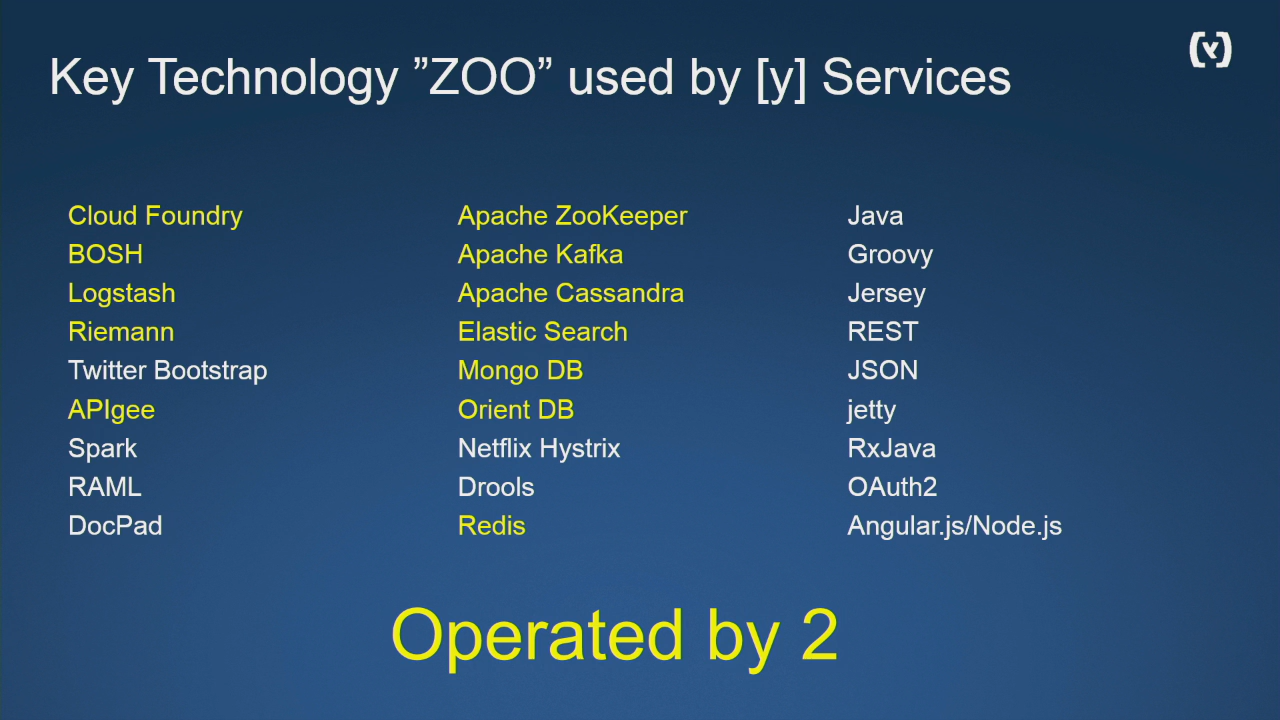 Key Technology ”ZOO” used by [y] Services
Cloud Foundry
BOSH
Logstash
Riemann
Twitter Bootstrap
APIgee
Spark
RAML
DocPad
Apache ZooKeeper
Apache Kafka
Apache Cassandra
Elastic Search
Mongo DB
Orient DB
Netflix Hystrix
Drools
Redis
Java
Groovy
Jersey
REST
JSON
jetty
RxJava
OAuth2
Angular.js/Node.js
Operated by 2